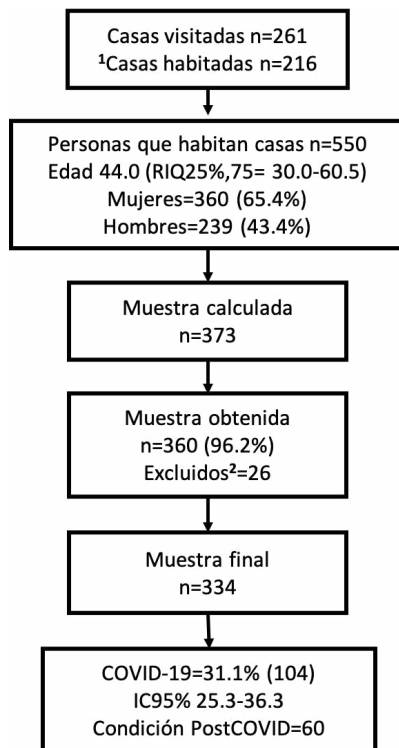 Casas visitadas n=261
¹Casas habitadas n=216
Personas que habitan casas n=550
Edad 44.0 (RIQ25%,75= 30.0-60.5)
Mujeres=360 (65.4%)
Hombres=239 (43.4%)
Muestra calculada
n=373
Muestra obtenida
n=360 (96.2%)
Excluidos²=26
Muestra final
n=334
COVID-19=31.1% (104)
IC95% 25.3-36.3
Condición PostCOVID=60